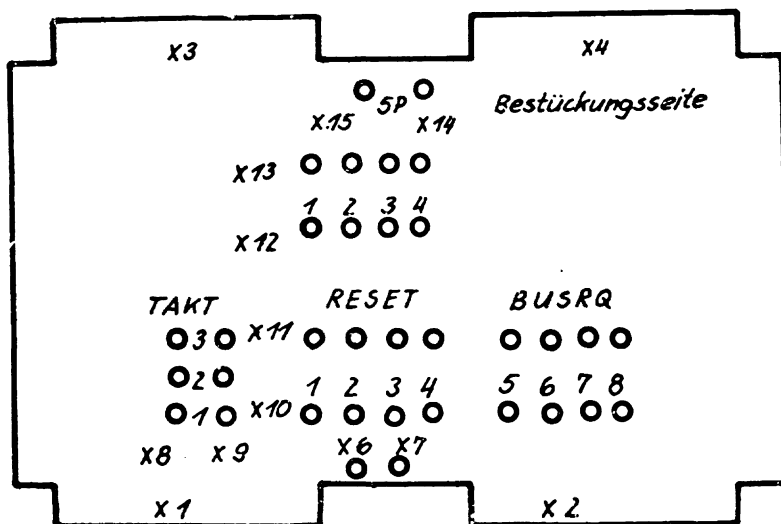 X3 X4
5P Bestückungsseite
X15 X14
X13
1 2 3 4
X12
TAKT RESET BUSRQ
3 X11
2
1 2 3 4 5 6 7 8
1 X10
X6 X7
X8 X9
X1 X2